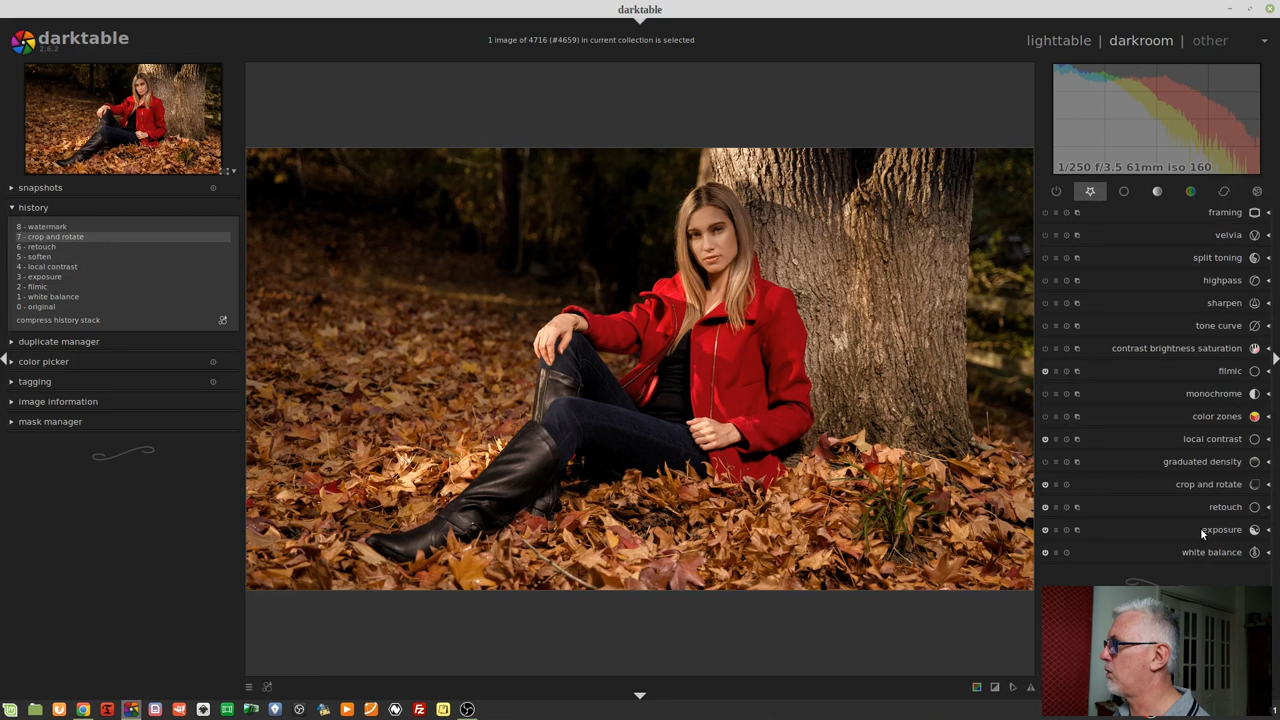 darktable
darktable
2.6.2
1 image of 4716 (#4659) in current collection is selected
lighttable | darkroom | other
snapshots
history
8 - watermark
7 - crop and rotate
6 - retouch
5 - soften
4 - local contrast
3 - exposure
2 - filmic
1 - white balance
0 - original
compress history stack
duplicate manager
color picker
tagging
image information
mask manager
1/250 f/3.5 61mm iso 160
framing
velvia
split toning
highpass
sharpen
tone curve
contrast brightness saturation
filmic
monochrome
color zones
local contrast
graduated density
crop and rotate
retouch
exposure
white balance